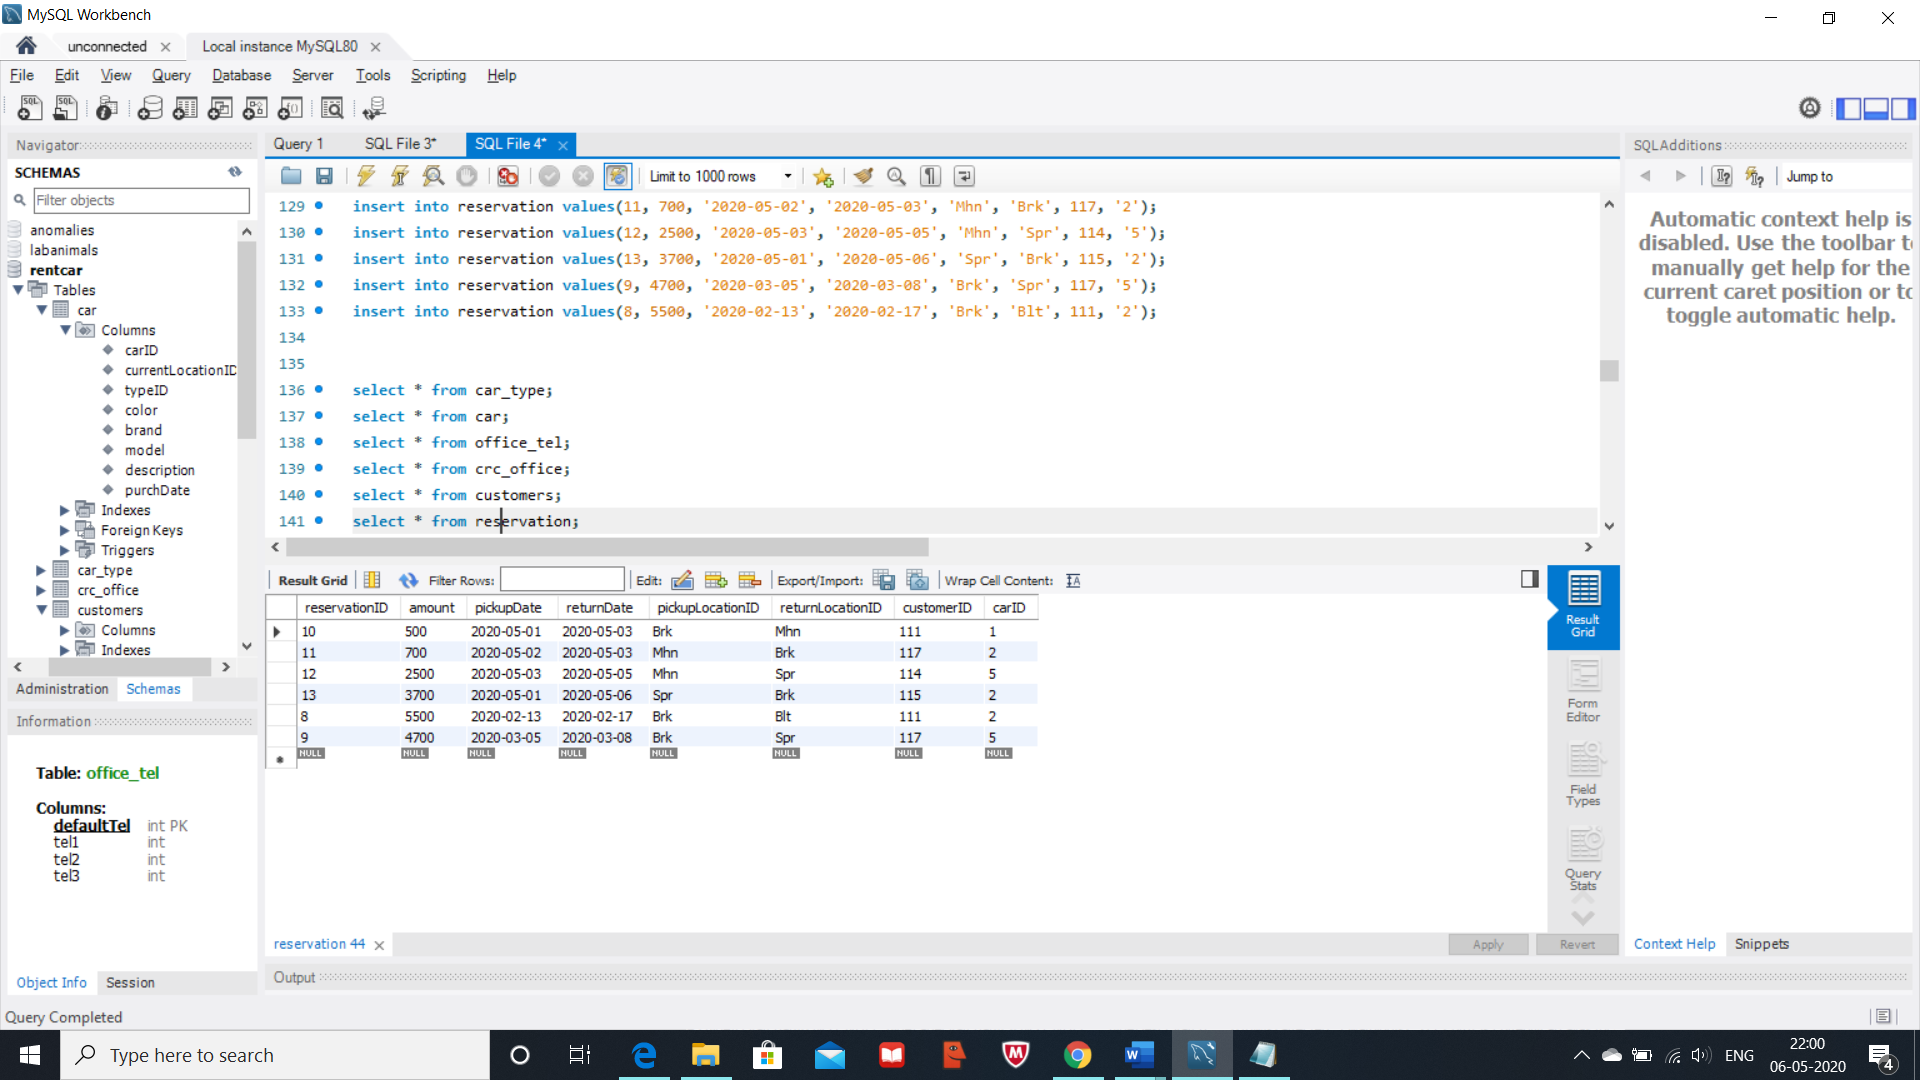 MySQL Workbench
unconnected
Local instance MySQL80
File Edit View Query Database Server Tools Scripting Help
Navigator
SCHEMAS
Filter objects
anomalies
labanimals
rentcar
Tables
car
Columns
carID
currentLocationID
typeID
color
brand
model
description
purchDate
Indexes
Foreign Keys
Triggers
car_type
crc_office
customers
Columns
Indexes
Administration Schemas
Information
Table: office_tel
Columns:
defaultTel int PK
tel1 int
tel2 int
tel3 int
Object Info Session
Query 1 SQL File 3* SQL File 4*
Limit to 1000 rows
129 insert into reservation values(11, 700, '2020-05-02', '2020-05-03', 'Mhn', 'Brk', 117, '2');
130 insert into reservation values(12, 2500, '2020-05-03', '2020-05-05', 'Mhn', 'Spr', 114, '5');
131 insert into reservation values(13, 3700, '2020-05-01', '2020-05-06', 'Spr', 'Brk', 115, '2');
132 insert into reservation values(9, 4700, '2020-03-05', '2020-03-08', 'Brk', 'Spr', 117, '5');
133 insert into reservation values(8, 5500, '2020-02-13', '2020-02-17', 'Brk', 'Blt', 111, '2');
134
135
136 select * from car_type;
137 select * from car;
138 select * from office_tel;
139 select * from crc_office;
140 select * from customers;
141 select * from reservation;
Result Grid Filter Rows: Edit: Export/Import: Wrap Cell Content:
reservationID amount pickupDate returnDate pickupLocationID returnLocationID customerID carID
10 500 2020-05-01 2020-05-03 Brk Mhn 111 1
11 700 2020-05-02 2020-05-03 Mhn Brk 117 2
12 2500 2020-05-03 2020-05-05 Mhn Spr 114 5
13 3700 2020-05-01 2020-05-06 Spr Brk 115 2
8 5500 2020-02-13 2020-02-17 Brk Blt 111 2
9 4700 2020-03-05 2020-03-08 Brk Spr 117 5
NULL NULL NULL NULL NULL NULL NULL NULL
Result
Grid
Form
Editor
Field
Types
Query
Stats
reservation 44
Apply Revert
Output
SQLAdditions
Jump to
Automatic context help is
disabled. Use the toolbar to
manually get help for the
current caret position or to
toggle automatic help.
Context Help Snippets
Query Completed
Type here to search
ENG
22:00
06-05-2020
4